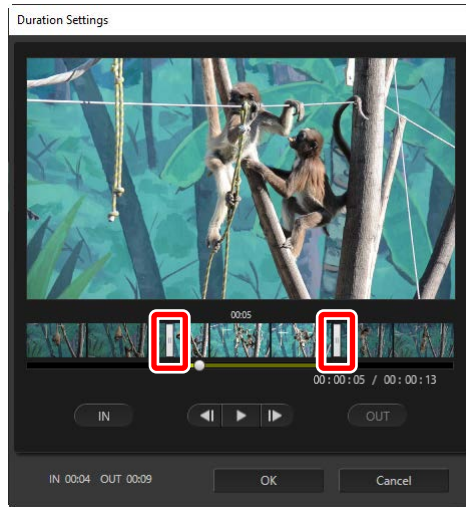 Duration Settings
00:05
00:00:05 / 00:00:13
IN
OUT
IN 00:04 OUT 00:09
OK
Cancel